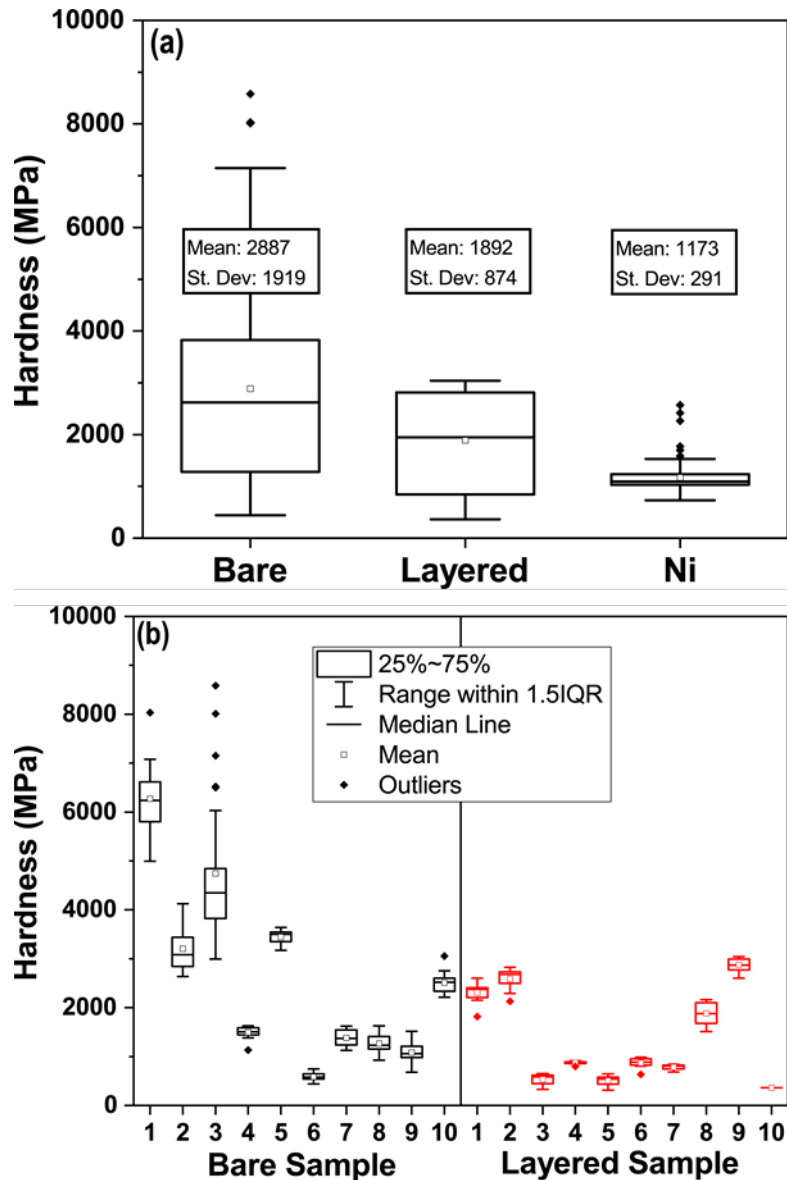 (a)
Hardness (MPa)
10000
8000
6000
4000
2000
0
Mean: 2887
St. Dev: 1919
Mean: 1892
St. Dev: 874
Mean: 1173
St. Dev: 291
Bare Layered Ni
(b)
Hardness (MPa)
10000
8000
6000
4000
2000
0
25%~75%
Range within 1.5IQR
Median Line
Mean
Outliers
1 2 3 4 5 6 7 8 9 10 1 2 3 4 5 6 7 8 9 10
Bare Sample Layered Sample